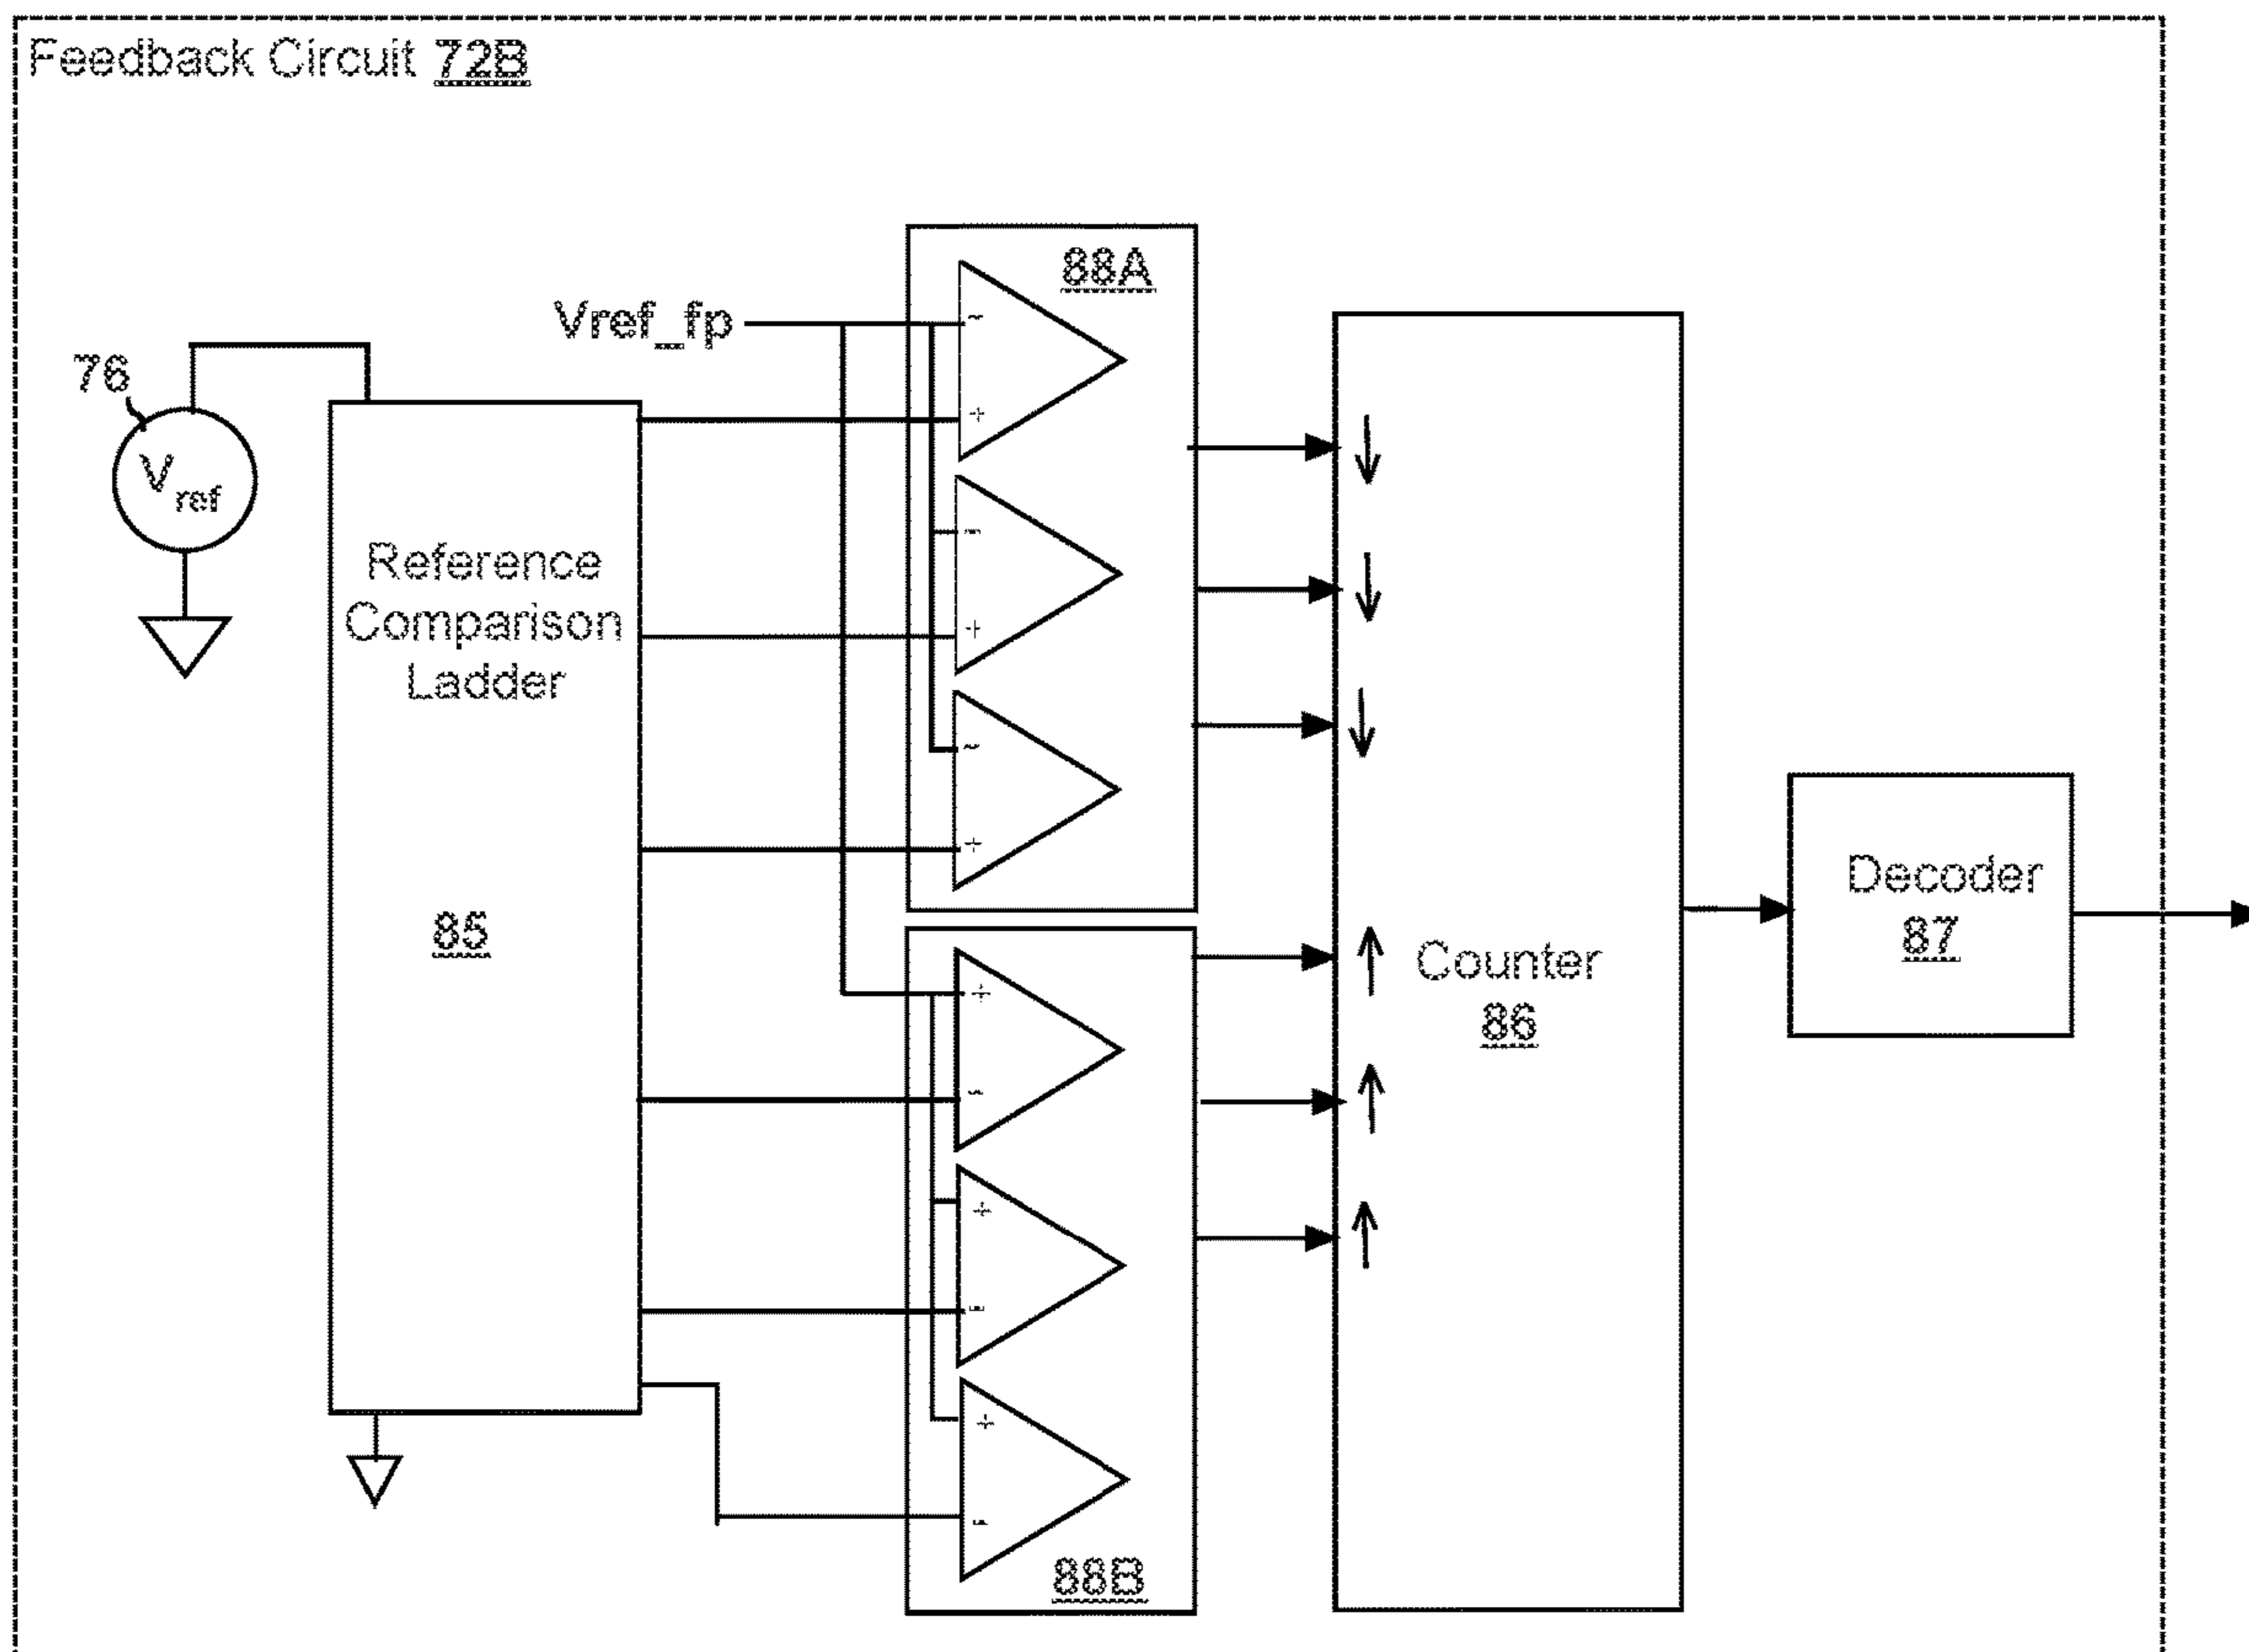 Feedback Circuit 72B
88A
Vref_fp
76
Vref
Reference
Comparison
Ladder
85
Counter
86
Decoder
87
88B